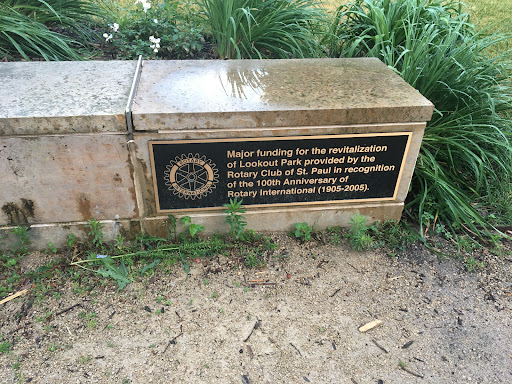 Major funding for the revitalization
of Lookout Park provided by the
Rotary Club of St. Paul in recognition
of the 100th Anniversary of
Rotary International (1905-2005).